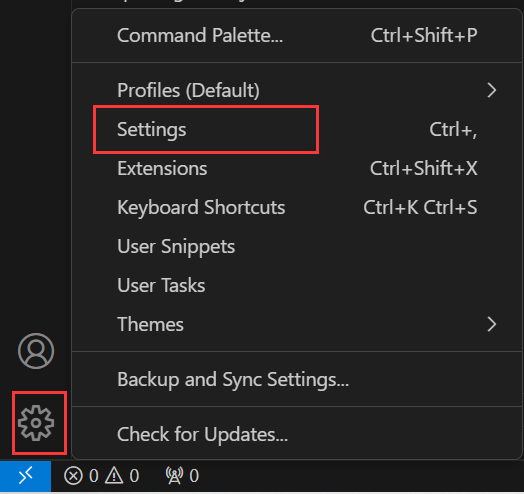 Command Palette... Ctrl+Shift+P
Profiles (Default)
Settings Ctrl+,
Extensions Ctrl+Shift+X
Keyboard Shortcuts Ctrl+K Ctrl+S
User Snippets
User Tasks
Themes
Backup and Sync Settings...
Check for Updates...
0 0 0